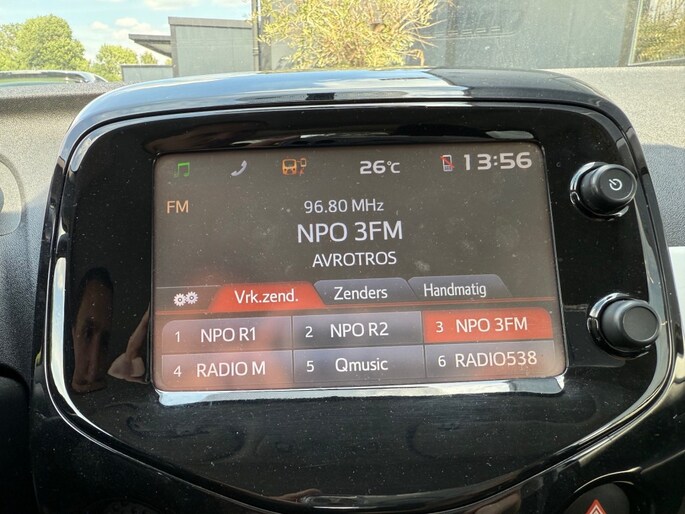 26°C 13:56
FM 96.80 MHz
NPO 3FM
AVROTROS
Vrk.zend. Zenders Handmatig
1 NPO R1 2 NPO R2 3 NPO 3FM
4 RADIO M 5 Qmusic 6 RADIO538